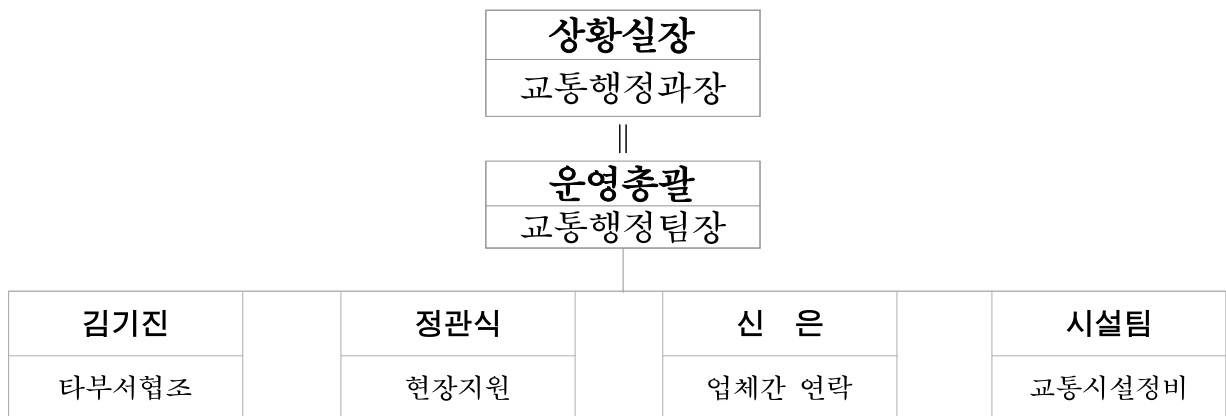 상황실장
교통행정과장
||
운영총괄
교통행정팀장
김기진 정관식 신 은 시설팀
타부서협조 현장지원 업체간 연락 교통시설정비